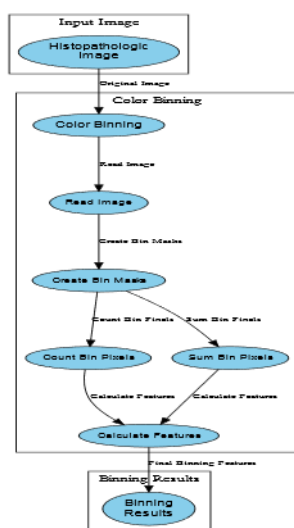 Input Image
Histopathologic
Image
Original Image
Color Binning
Color Binning
Read Image
Read Image
Create Bin Masks
Create Bin Masks
Count Bin Pixels
Sum Bin Pixels
Count Bin Pixels
Sum Bin Pixels
Calculate Features
Calculate Features
Calculate Features
Final Binning Features
Binning Results
Binning
Results